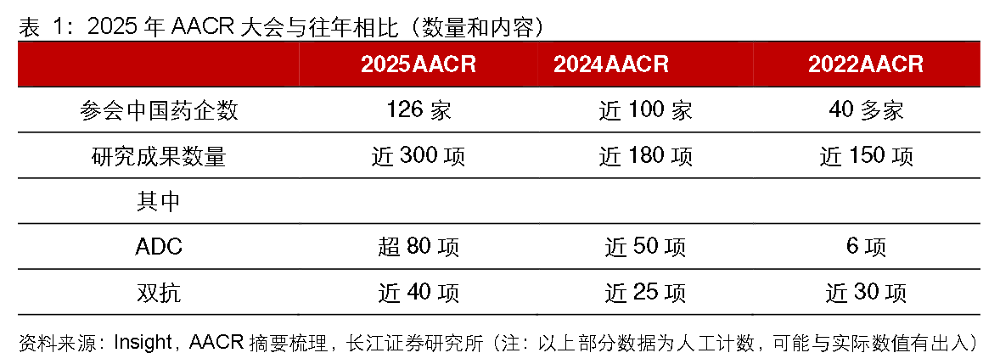 表 1：2025 年 AACR 大会与往年相比（数量和内容）
2025AACR 2024AACR 2022AACR
参会中国药企数 126 家 近 100 家 40 多家
研究成果数量 近 300 项 近 180 项 近 150 项
其中
ADC 超 80 项 近 50 项 6 项
双抗 近 40 项 近 25 项 近 30 项
资料来源：Insight，AACR 摘要梳理，长江证券研究所（注：以上部分数据为人工计数，可能与实际数值有出入）